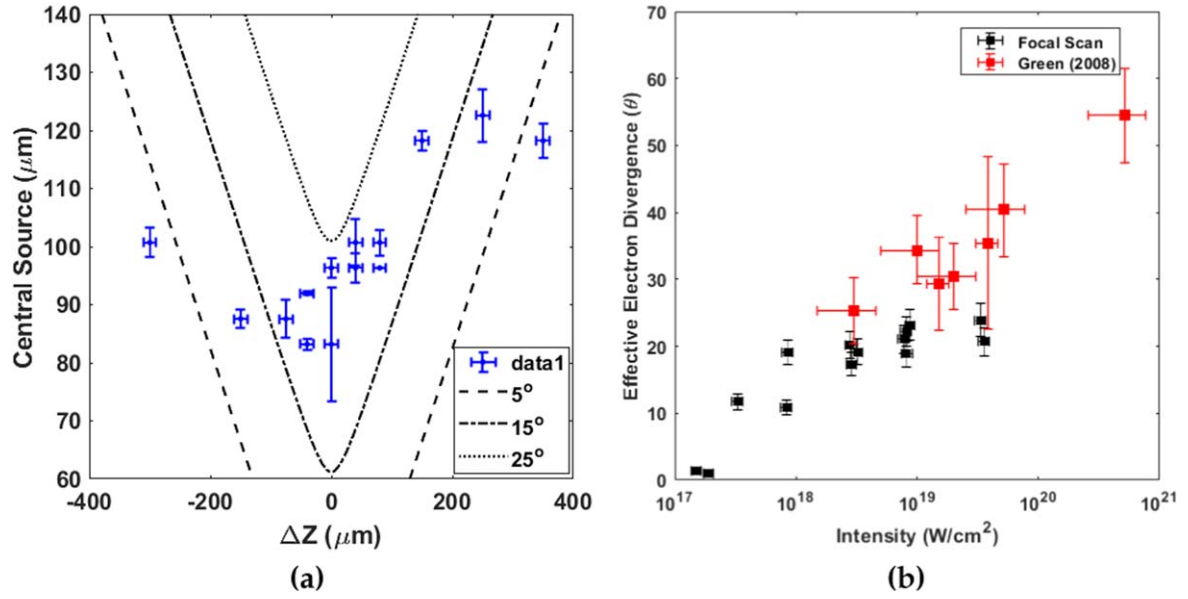 140
130
120
110
100
90
80
70
60
Central Source (μm)
-400 -200 0 200 400
ΔZ (μm)
data1
5°
15°
25°
(a)
70
60
50
40
30
20
10
0
Effective Electron Divergence (θ)
10^17 10^18 10^19 10^20 10^21
Intensity (W/cm²)
Focal Scan
Green (2008)
(b)